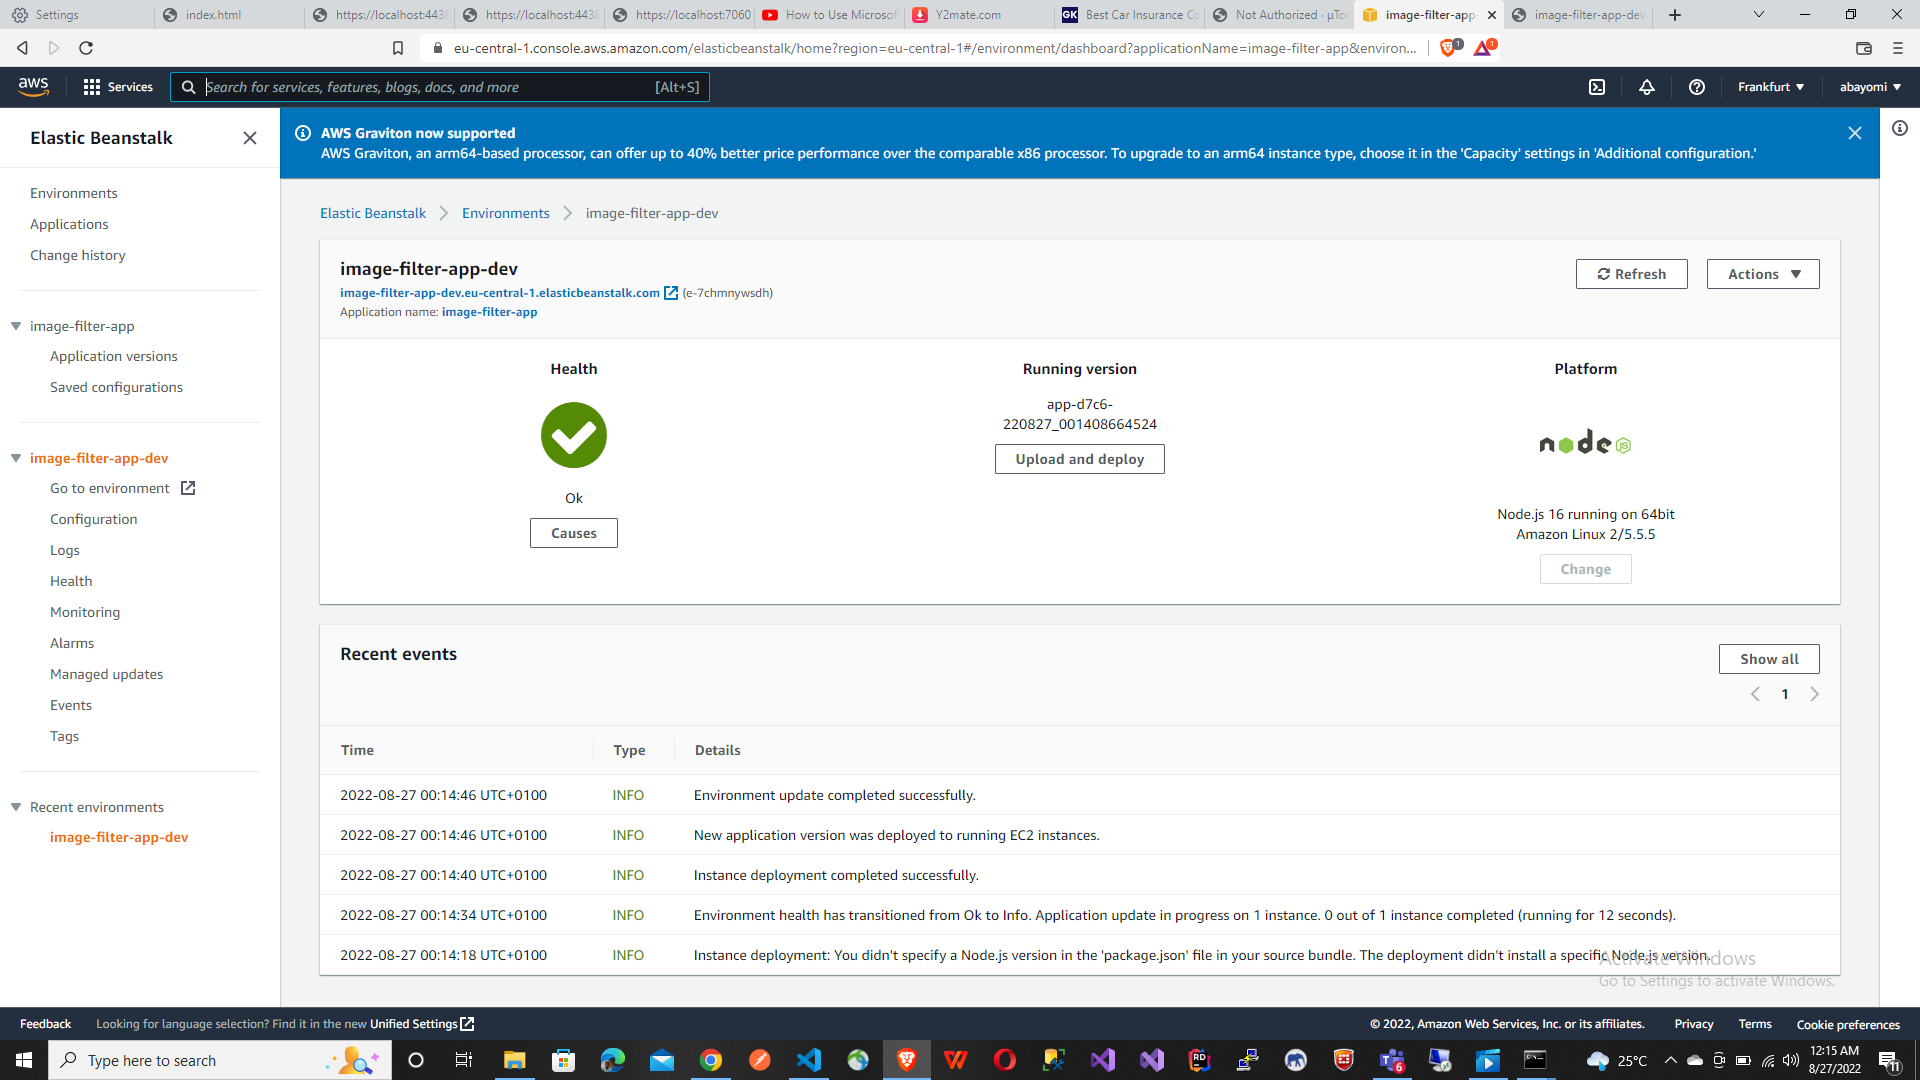 Settings
index.html
https://localhost:4438
https://localhost:4438
https://localhost:7060
How to Use Microsof
Y2mate.com
GK Best Car Insurance Co
Not Authorized · µTor
image-filter-app-
image-filter-app-dev
eu-central-1.console.aws.amazon.com/elasticbeanstalk/home?region=eu-central-1#/environment/dashboard?applicationName=image-filter-app&environ...
1
1
aws
Services
Search for services, features, blogs, docs, and more
[Alt+S]
Frankfurt
abayomi
Elastic Beanstalk
Environments
Applications
Change history
image-filter-app
Application versions
Saved configurations
image-filter-app-dev
Go to environment
Configuration
Logs
Health
Monitoring
Alarms
Managed updates
Events
Tags
Recent environments
image-filter-app-dev
AWS Graviton now supported
AWS Graviton, an arm64-based processor, can offer up to 40% better price performance over the comparable x86 processor. To upgrade to an arm64 instance type, choose it in the 'Capacity' settings in 'Additional configuration.'
Elastic Beanstalk
Environments
image-filter-app-dev
image-filter-app-dev
image-filter-app-dev.eu-central-1.elasticbeanstalk.com (e-7chmnywsdh)
Application name: image-filter-app
Refresh
Actions
Health
Ok
Causes
Running version
app-d7c6-
220827_001408664524
Upload and deploy
Platform
node JS
Node.js 16 running on 64bit
Amazon Linux 2/5.5.5
Change
Recent events
Show all
1
Time Type Details
2022-08-27 00:14:46 UTC+0100 INFO Environment update completed successfully.
2022-08-27 00:14:46 UTC+0100 INFO New application version was deployed to running EC2 instances.
2022-08-27 00:14:40 UTC+0100 INFO Instance deployment completed successfully.
2022-08-27 00:14:34 UTC+0100 INFO Environment health has transitioned from Ok to Info. Application update in progress on 1 instance. 0 out of 1 instance completed (running for 12 seconds).
2022-08-27 00:14:18 UTC+0100 INFO Instance deployment: You didn't specify a Node.js version in the 'package.json' file in your source bundle. The deployment didn't install a specific Node.js version.
Activate Windows
Go to Settings to activate Windows.
Feedback
Looking for language selection? Find it in the new Unified Settings
© 2022, Amazon Web Services, Inc. or its affiliates.
Privacy
Terms
Cookie preferences
Type here to search
RD
6
25°C
12:15 AM
8/27/2022
11